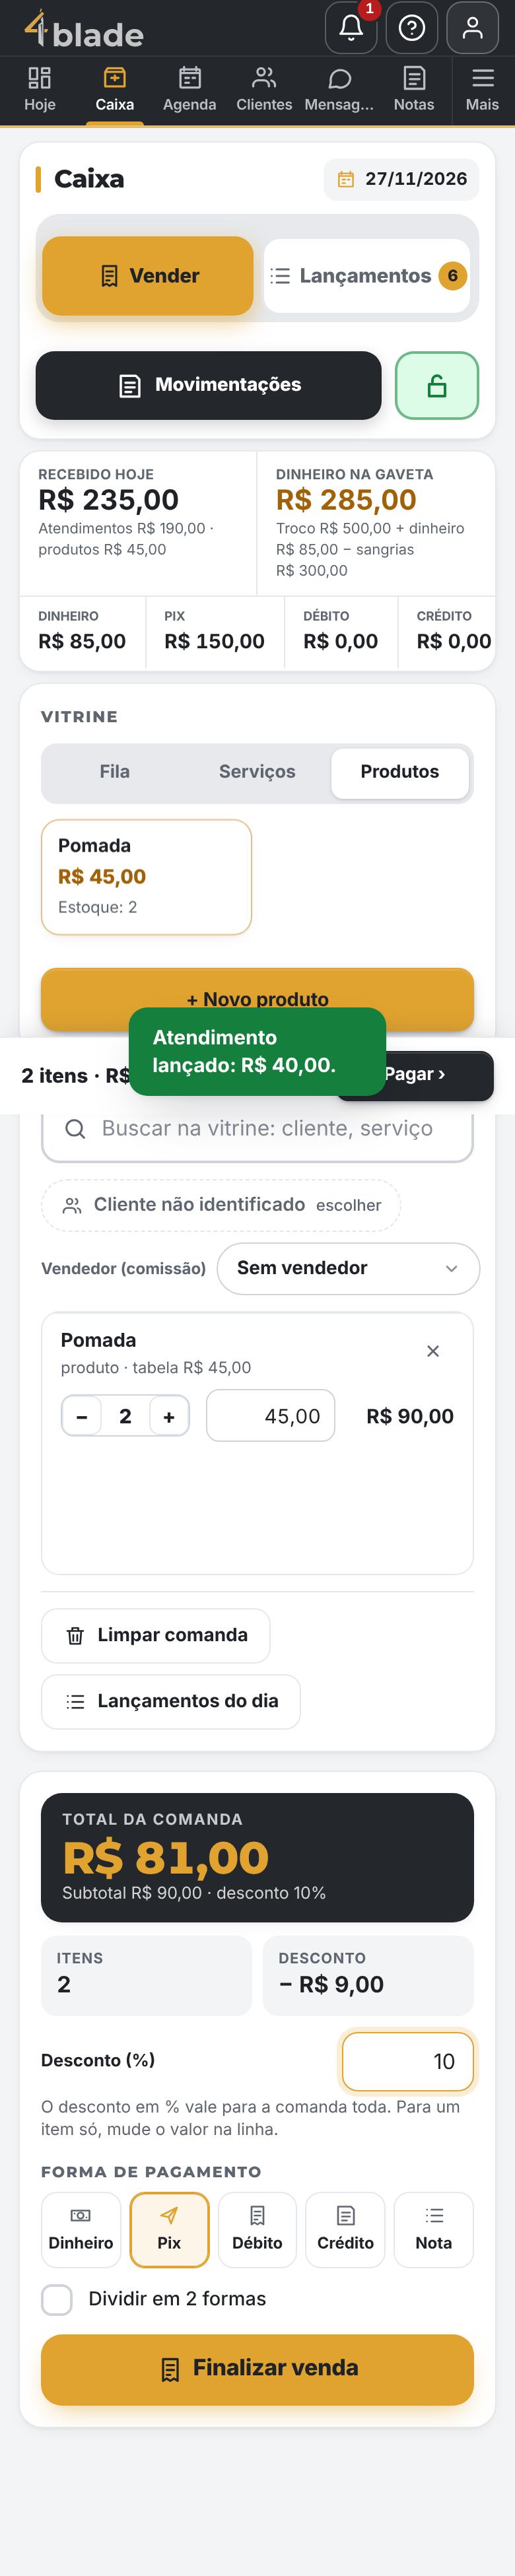 4blade
1
Hoje
Caixa
Agenda
Clientes
Mensag...
Notas
Mais
Caixa
27/11/2026
Vender
Lançamentos 6
Movimentações
RECEBIDO HOJE
R$ 235,00
Atendimentos R$ 190,00 ·
produtos R$ 45,00
DINHEIRO NA GAVETA
R$ 285,00
Troco R$ 500,00 + dinheiro
R$ 85,00 − sangrias
R$ 300,00
DINHEIRO
R$ 85,00
PIX
R$ 150,00
DÉBITO
R$ 0,00
CRÉDITO
R$ 0,00
VITRINE
Fila
Serviços
Produtos
Pomada
R$ 45,00
Estoque: 2
+ Novo produto
Atendimento
lançado: R$ 40,00.
2 itens · R$
Pagar ›
Buscar na vitrine: cliente, serviço
Cliente não identificado escolher
Vendedor (comissão)
Sem vendedor
Pomada
×
produto · tabela R$ 45,00
− 2 +
45,00
R$ 90,00
Limpar comanda
Lançamentos do dia
TOTAL DA COMANDA
R$ 81,00
Subtotal R$ 90,00 · desconto 10%
ITENS
2
DESCONTO
− R$ 9,00
Desconto (%)
10
O desconto em % vale para a comanda toda. Para um
item só, mude o valor na linha.
FORMA DE PAGAMENTO
Dinheiro
Pix
Débito
Crédito
Nota
Dividir em 2 formas
Finalizar venda